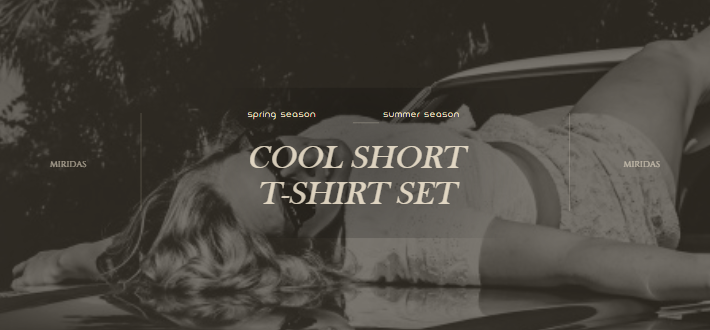 spring season
summer season
MIRIDAS
COOL SHORT
T-SHIRT SET
MIRIDAS